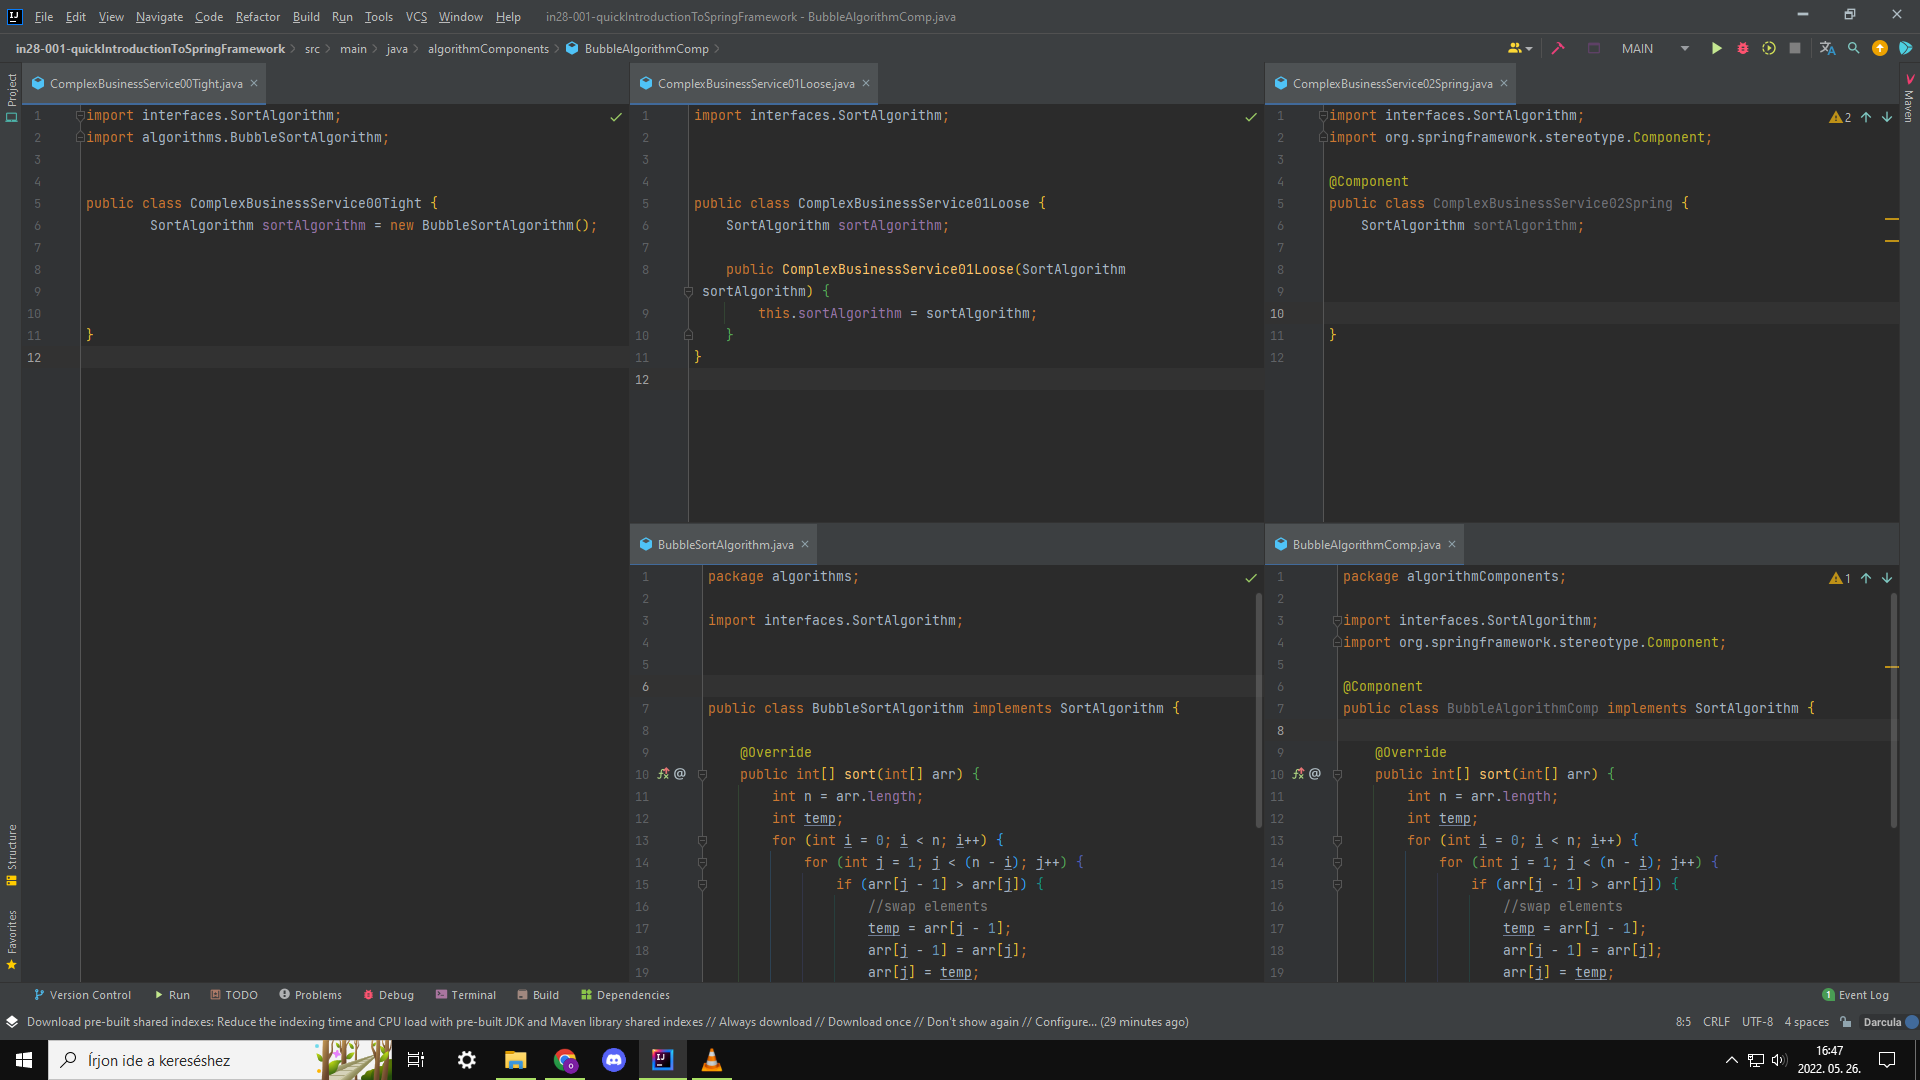 File Edit View Navigate Code Refactor Build Run Tools VCS Window Help in28-001-quickIntroductionToSpringFramework - BubbleAlgorithmComp.java
in28-001-quickIntroductionToSpringFramework src main java algorithmComponents BubbleAlgorithmComp MAIN
Project
Structure
Favorites
Maven
ComplexBusinessService00Tight.java
1 import interfaces.SortAlgorithm;
2 import algorithms.BubbleSortAlgorithm;
3
4
5 public class ComplexBusinessService00Tight {
6 SortAlgorithm sortAlgorithm = new BubbleSortAlgorithm();
7
8
9
10
11 }
12
ComplexBusinessService01Loose.java
1 import interfaces.SortAlgorithm;
2
3
4
5 public class ComplexBusinessService01Loose {
6 SortAlgorithm sortAlgorithm;
7
8 public ComplexBusinessService01Loose(SortAlgorithm
sortAlgorithm) {
9 this.sortAlgorithm = sortAlgorithm;
10 }
11 }
12
ComplexBusinessService02Spring.java
2
1 import interfaces.SortAlgorithm;
2 import org.springframework.stereotype.Component;
3
4 @Component
5 public class ComplexBusinessService02Spring {
6 SortAlgorithm sortAlgorithm;
7
8
9
10
11 }
12
BubbleSortAlgorithm.java
1 package algorithms;
2
3 import interfaces.SortAlgorithm;
4
5
6
7 public class BubbleSortAlgorithm implements SortAlgorithm {
8
9 @Override
10 public int[] sort(int[] arr) {
11 int n = arr.length;
12 int temp;
13 for (int i = 0; i < n; i++) {
14 for (int j = 1; j < (n - i); j++) {
15 if (arr[j - 1] > arr[j]) {
16 //swap elements
17 temp = arr[j - 1];
18 arr[j - 1] = arr[j];
19 arr[j] = temp;
BubbleAlgorithmComp.java
1
1 package algorithmComponents;
2
3 import interfaces.SortAlgorithm;
4 import org.springframework.stereotype.Component;
5
6 @Component
7 public class BubbleAlgorithmComp implements SortAlgorithm {
8
9 @Override
10 public int[] sort(int[] arr) {
11 int n = arr.length;
12 int temp;
13 for (int i = 0; i < n; i++) {
14 for (int j = 1; j < (n - i); j++) {
15 if (arr[j - 1] > arr[j]) {
16 //swap elements
17 temp = arr[j - 1];
18 arr[j - 1] = arr[j];
19 arr[j] = temp;
Version Control Run TODO Problems Debug Terminal Build Dependencies 1 Event Log
Download pre-built shared indexes: Reduce the indexing time and CPU load with pre-built JDK and Maven library shared indexes // Always download // Download once // Don't show again // Configure... (29 minutes ago) 8:5 CRLF UTF-8 4 spaces Darcula
Írjon ide a kereséshez
16:47
2022. 05. 26.